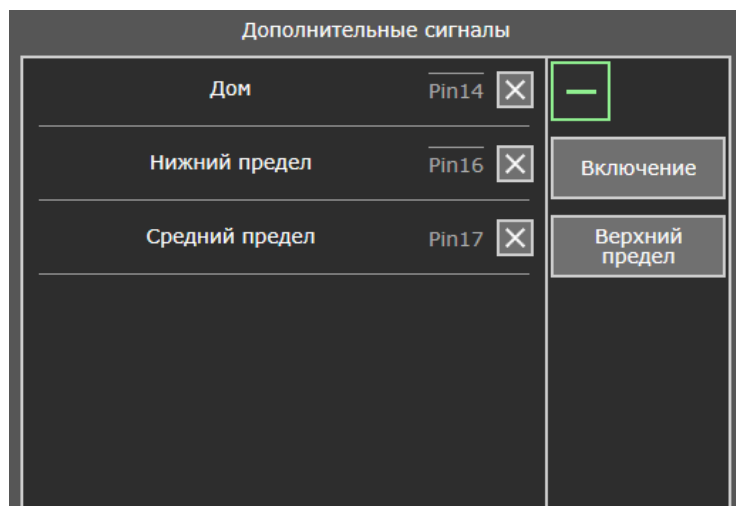 Дополнительные сигналы
Дом Pin14
Нижний предел Pin16
Включение
Средний предел Pin17
Верхний
предел